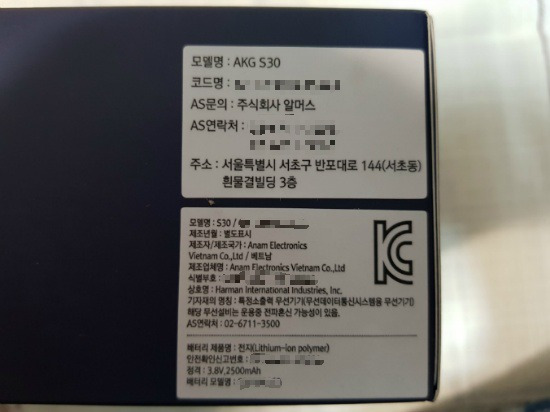 모델명 : AKG S30
코드명 :
AS문의 : 주식회사 알머스
AS연락처 :
주소 : 서울특별시 서초구 반포대로 144(서초동)
흰물결빌딩 3층
모델명 : S30 /
제조년월 : 별도표시
제조자/제조국가 : Anam Electronics
Vietnam Co.,Ltd / 베트남
제조업체명 : Anam Electronics Vietnam Co.,Ltd
식별부호 :
상호명 : Harman International Industries, Inc.
기자재의 명칭 : 특정소출력 무선기기(무선데이터통신시스템용 무선기기)
해당 무선설비는 운용중 전파혼신 가능성이 있음.
AS연락처 : 02-6711-3500
배터리 제품명 : 전지(Lithium-ion polymer)
안전확인신고번호 :
정격 : 3.8V, 2500mAh
배터리 모델명 :